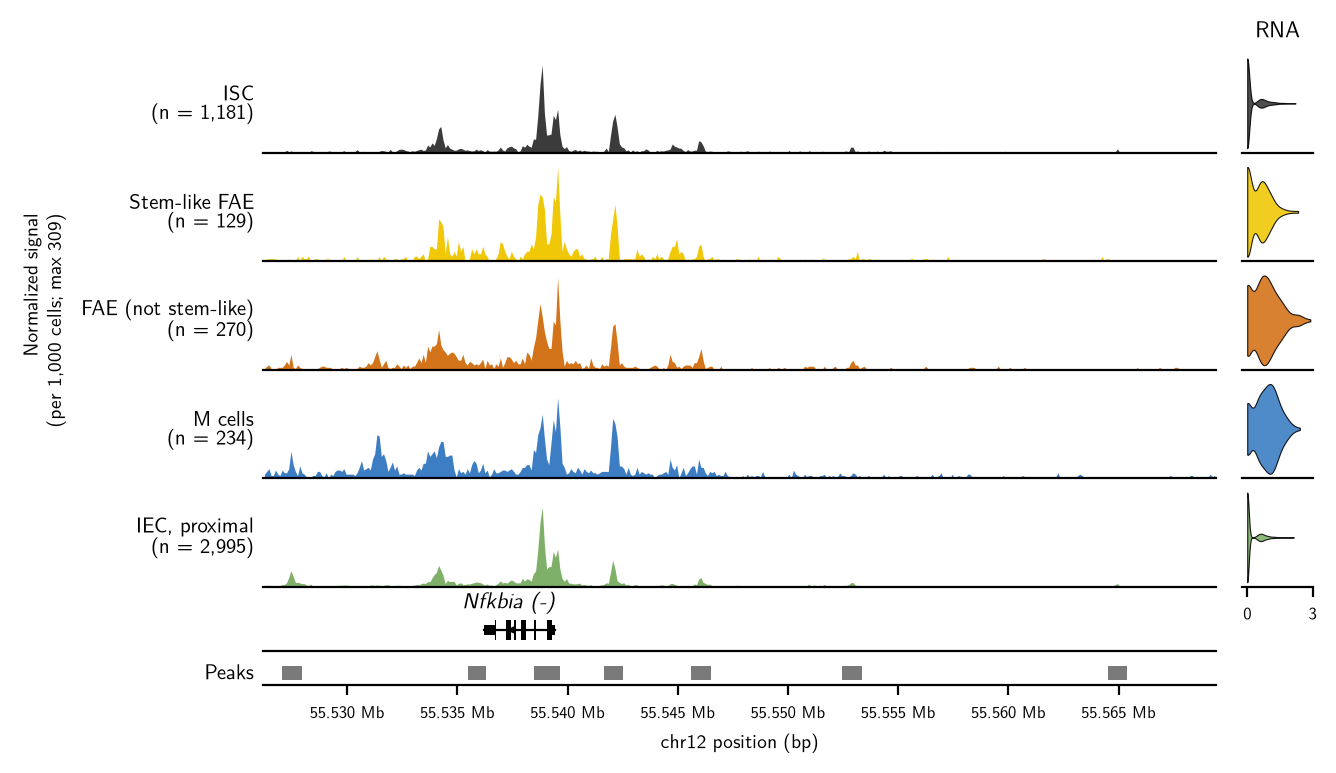 RNA
ISC
(n = 1,181)
Stem-like FAE
(n = 129)
Normalized signal
(per 1,000 cells; max 309)
FAE (not stem-like)
(n = 270)
M cells
(n = 234)
IEC, proximal
(n = 2,995)
Nfkbia (-)
0 3
Peaks
55.530 Mb 55.535 Mb 55.540 Mb 55.545 Mb 55.550 Mb 55.555 Mb 55.560 Mb 55.565 Mb
chr12 position (bp)